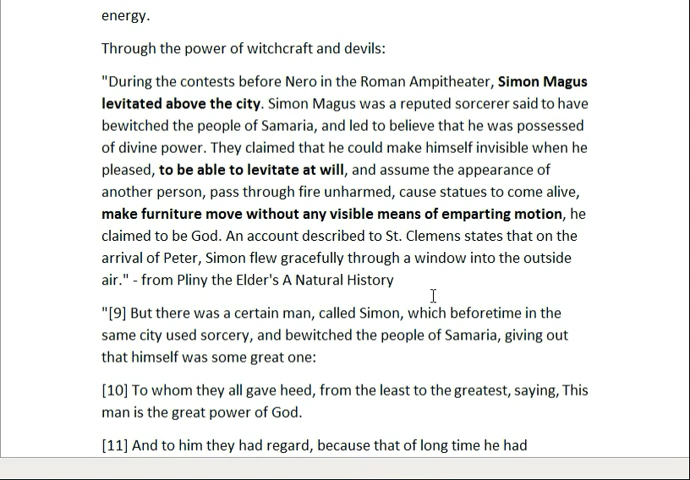 energy.
Through the power of witchcraft and devils:
"During the contests before Nero in the Roman Ampitheater, Simon Magus
levitated above the city. Simon Magus was a reputed sorcerer said to have
bewitched the people of Samaria, and led to believe that he was possessed
of divine power. They claimed that he could make himself invisible when he
pleased, to be able to levitate at will, and assume the appearance of
another person, pass through fire unharmed, cause statues to come alive,
make furniture move without any visible means of emparting motion, he
claimed to be God. An account described to St. Clemens states that on the
arrival of Peter, Simon flew gracefully through a window into the outside
air." - from Pliny the Elder's A Natural History
"[9] But there was a certain man, called Simon, which beforetime in the
same city used sorcery, and bewitched the people of Samaria, giving out
that himself was some great one:
[10] To whom they all gave heed, from the least to the greatest, saying, This
man is the great power of God.
[11] And to him they had regard, because that of long time he had